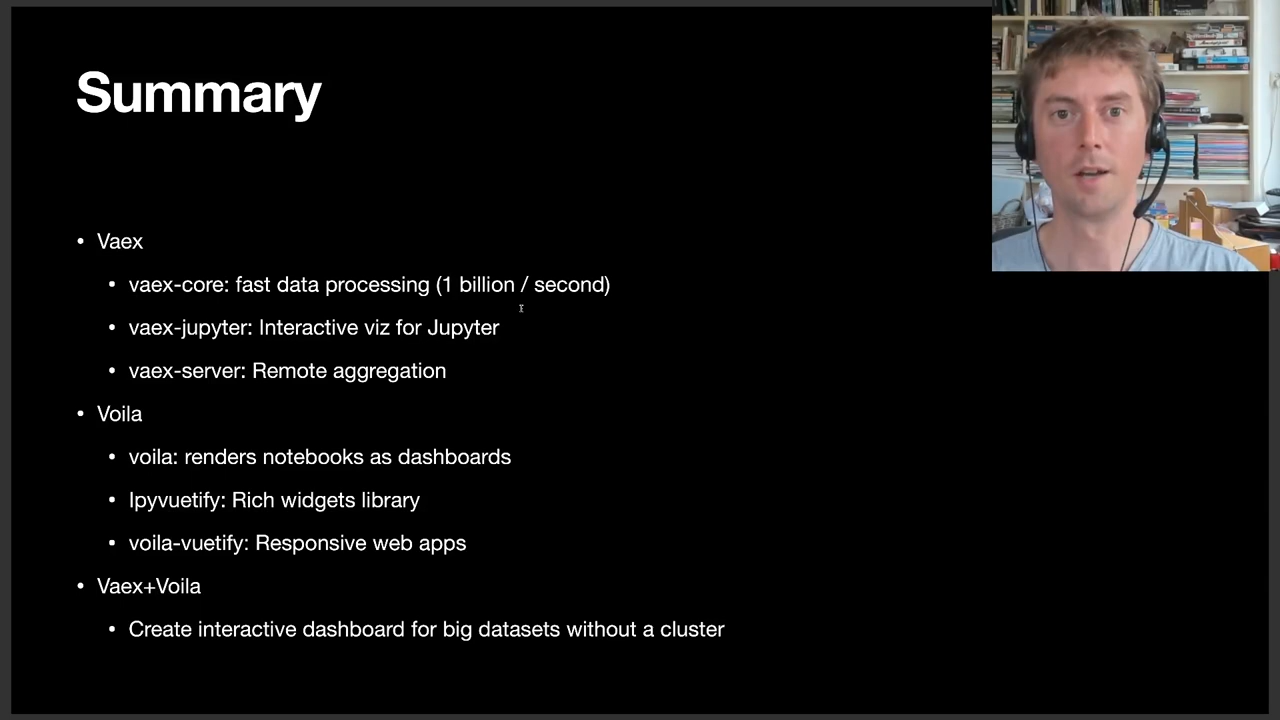 Summary
• Vaex
• vaex-core: fast data processing (1 billion / second)
• vaex-jupyter: Interactive viz for Jupyter
• vaex-server: Remote aggregation
• Voila
• voila: renders notebooks as dashboards
• Ipyvuetify: Rich widgets library
• voila-vuetify: Responsive web apps
• Vaex+Voila
• Create interactive dashboard for big datasets without a cluster